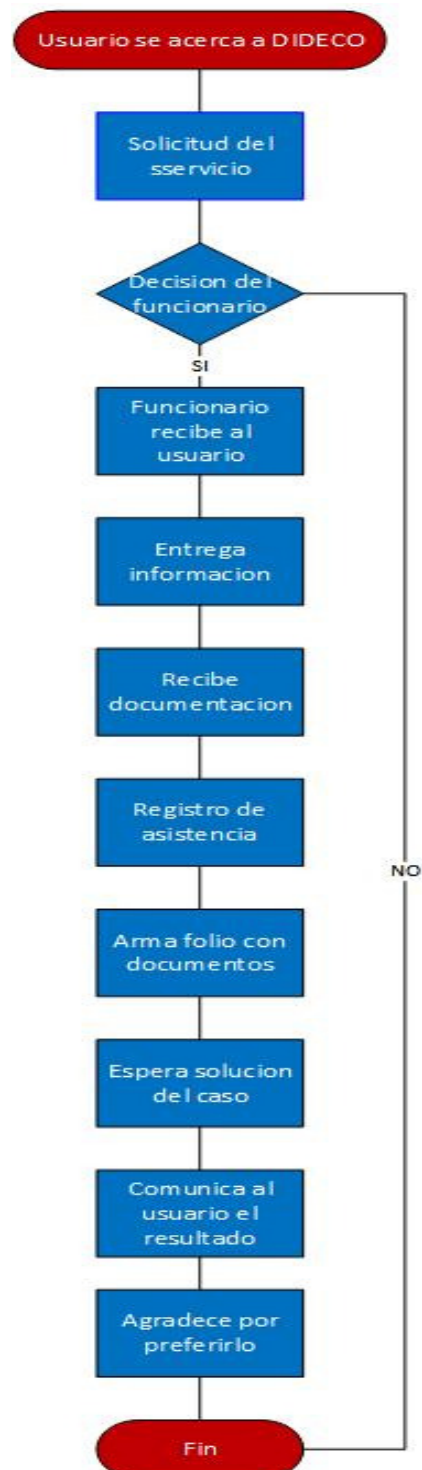 Usuario se acerca a DIDECO
Solicitud del
sservicio
Decision del
funcionario
SI
Funcionario
recibe al
usuario
Entrega
informacion
Recibe
documentacion
Registro de
asistencia
NO
Arma folio con
documentos
Espera solucion
del caso
Comunica al
usuario el
resultado
Agradece por
preferirlo
Fin